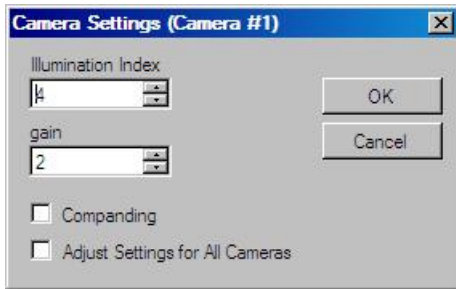 Camera Settings (Camera #1)
Illumination Index
4
OK
gain
Cancel
2
Companding
Adjust Settings for All Cameras